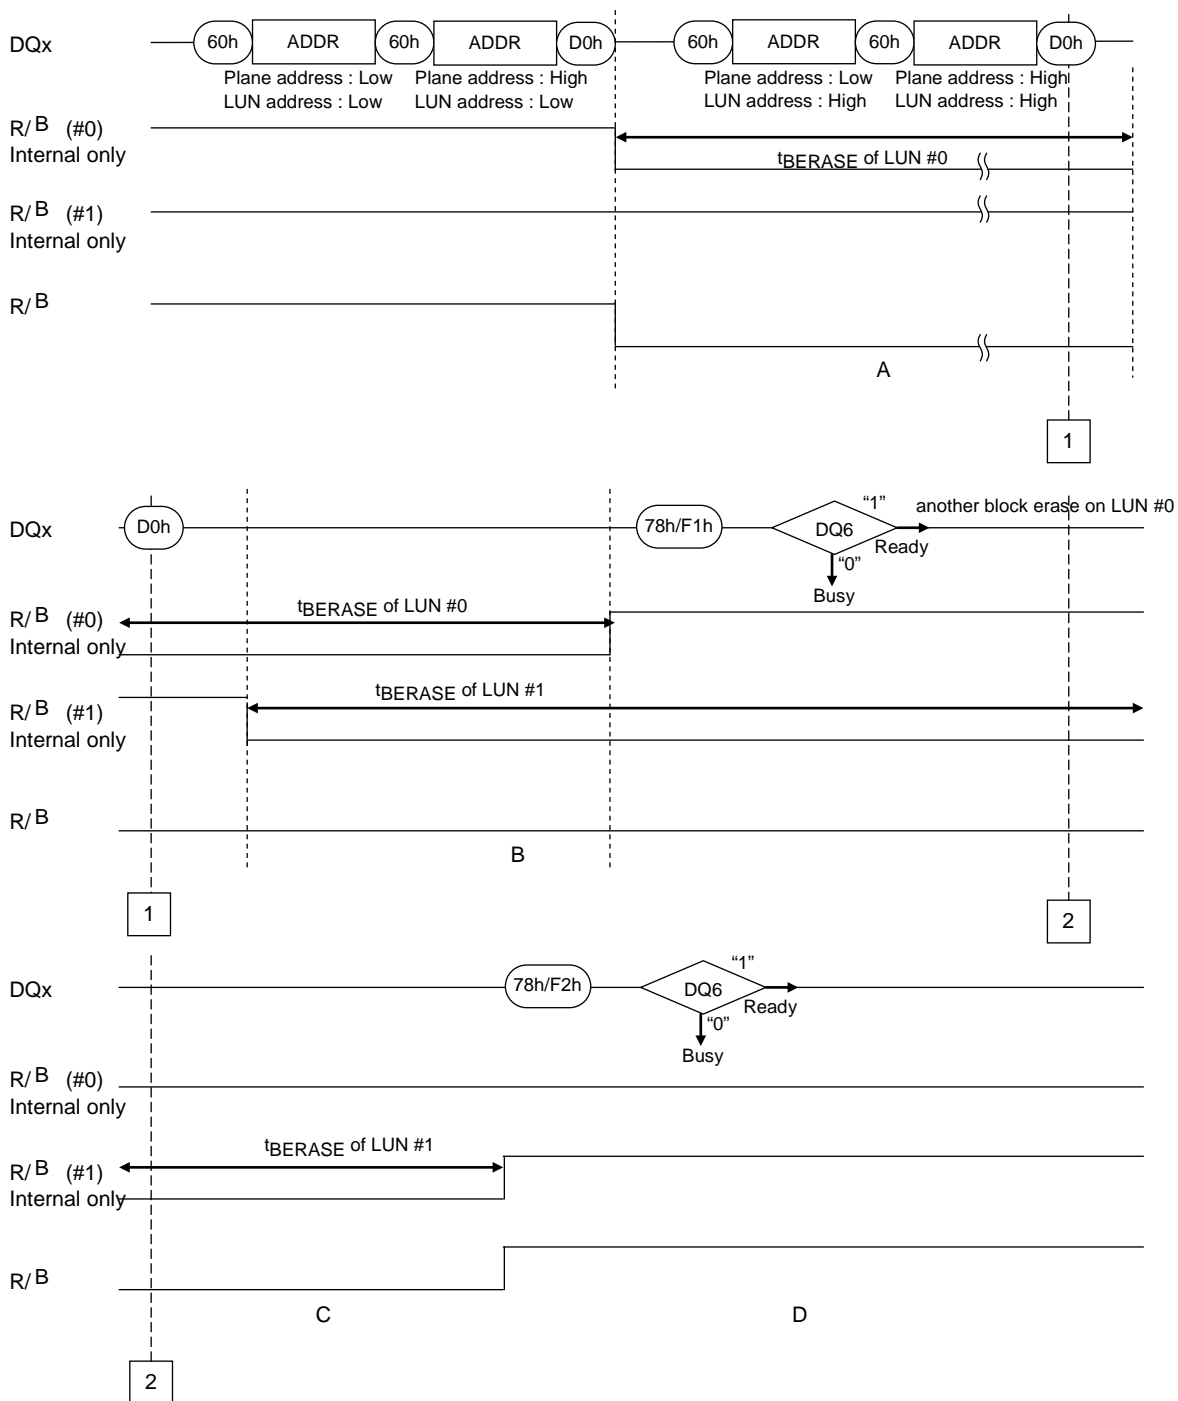 DQx 60h ADDR 60h ADDR D0h 60h ADDR 60h ADDR D0h
Plane address : Low Plane address : High Plane address : Low Plane address : High
LUN address : Low LUN address : Low LUN address : High LUN address : High
R/B (#0)
Internal only
tBERASE of LUN #0
R/B (#1)
Internal only
R/B
A
1
DQx D0h 78h/F1h DQ6 "1" another block erase on LUN #0
Ready
"0"
Busy
R/B (#0)
Internal only
tBERASE of LUN #0
R/B (#1)
Internal only
tBERASE of LUN #1
R/B
B
1 2
DQx 78h/F2h DQ6 "1"
Ready
"0"
Busy
R/B (#0)
Internal only
R/B (#1)
Internal only
tBERASE of LUN #1
R/B
C D
2